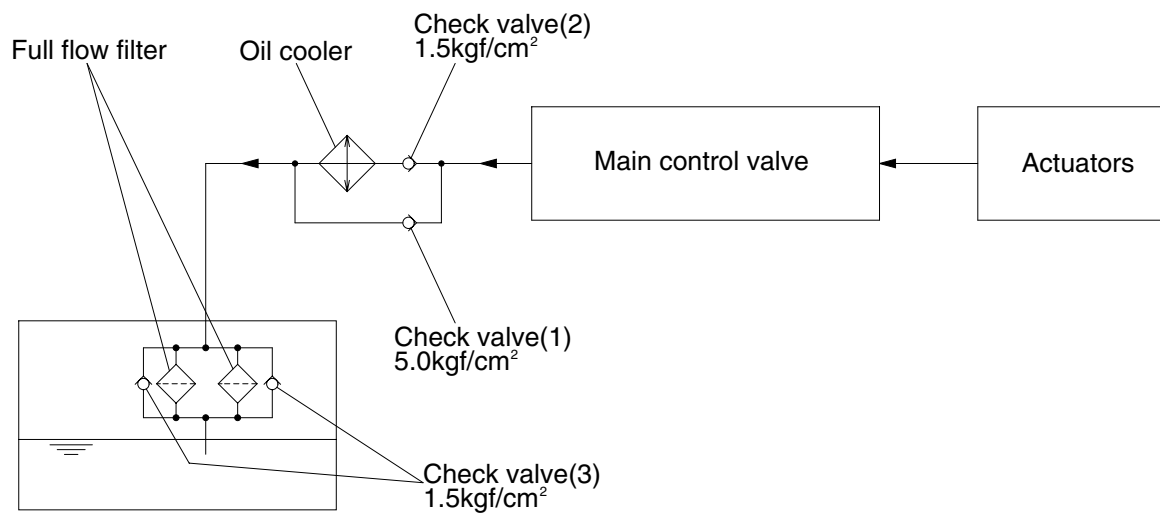 Check valve(2)
1.5kgf/cm²
Full flow filter
Oil cooler
Main control valve
Actuators
Check valve(1)
5.0kgf/cm²
Check valve(3)
1.5kgf/cm²